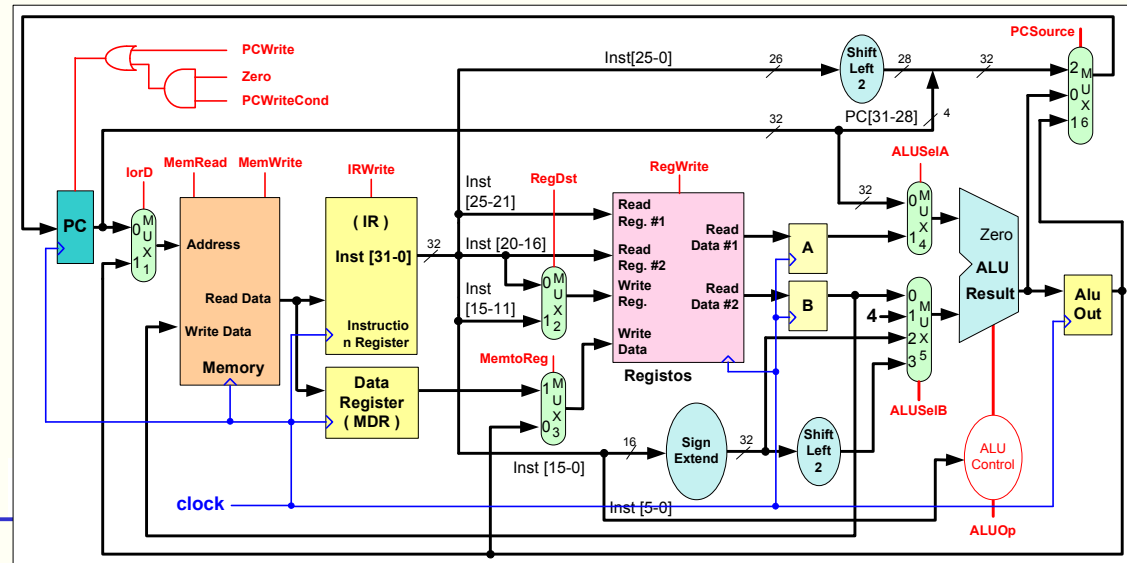 PCWrite
Zero
PCWriteCond
PCSource
Inst[25-0]
26
Shift
Left
2
28
32
2
0
1
M
U
X
6
PC[31-28]
4
32
IorD
MemRead
MemWrite
IRWrite
RegDst
RegWrite
ALUSelA
PC
0
1
M
U
X
1
Address
Read Data
Write Data
Memory
( IR )
Inst [31-0]
Instructio
n Register
32
Data
Register
( MDR )
Inst
[25-21]
Inst [20-16]
Inst
[15-11]
0
1
M
U
X
2
MemtoReg
1
0
M
U
X
3
Read
Reg. #1
Read
Reg. #2
Write
Reg.
Write
Data
Read
Data #1
Read
Data #2
Registos
A
B
32
0
1
M
U
X
4
4
0
1
2
3
M
U
X
5
ALUSelB
Zero
ALU
Result
Alu
Out
Inst [15-0]
16
Sign
Extend
32
Shift
Left
2
ALU
Control
ALUOp
clock
Inst [5-0]